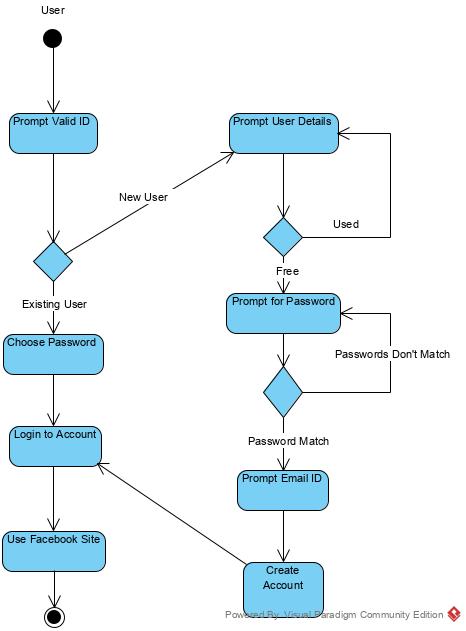 User
Prompt Valid ID
Prompt User Details
New User
Used
Free
Existing User
Prompt for Password
Choose Password
Passwords Don't Match
Login to Account
Password Match
Prompt Email ID
Use Facebook Site
Create
Account
Powered By Visual Paradigm Community Edition